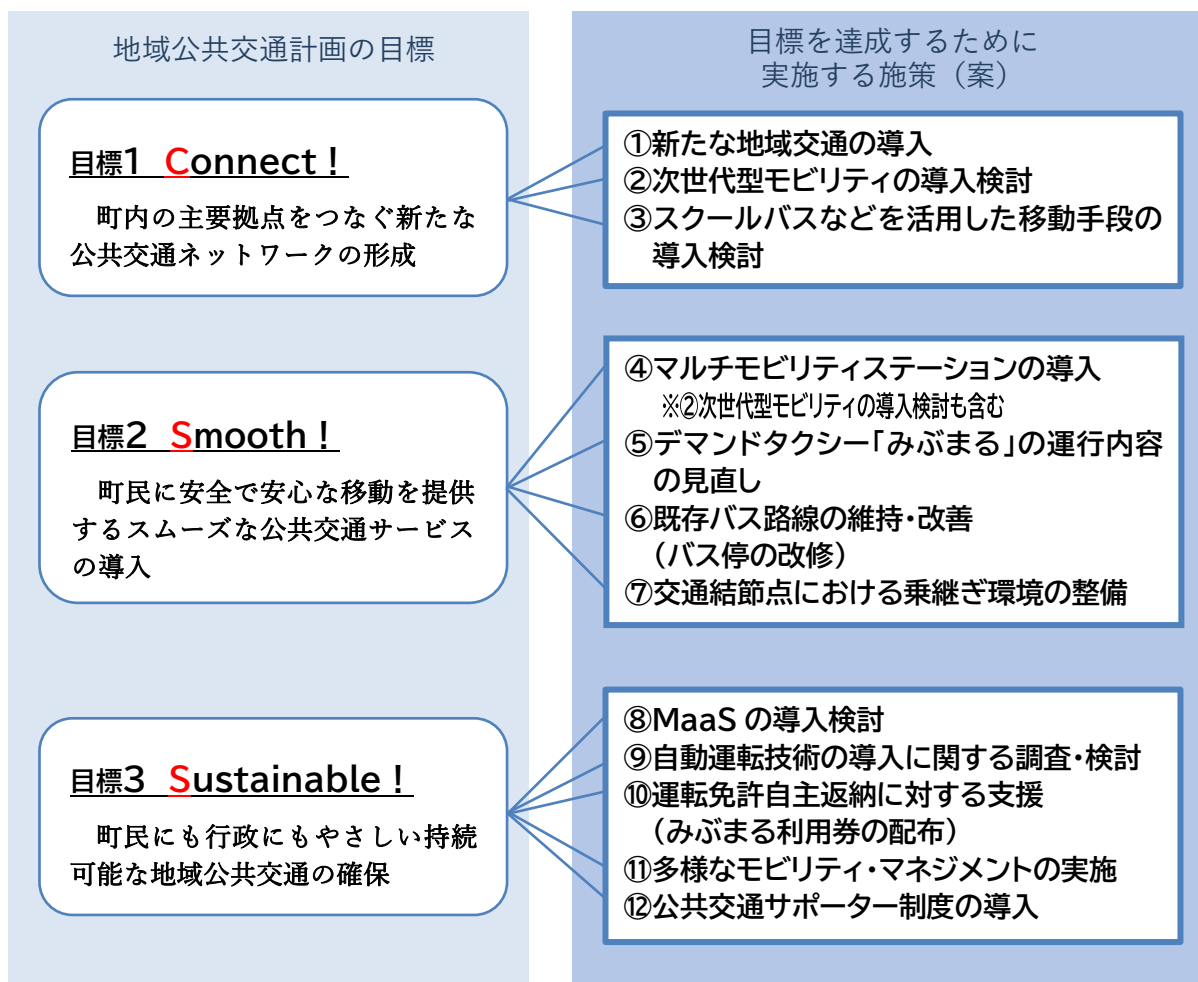 地域公共交通計画の目標
目標1 Connect！
町内の主要拠点をつなぐ新たな
公共交通ネットワークの形成
目標2 Smooth！
町民に安全で安心な移動を提供
するスムーズな公共交通サービス
の導入
目標3 Sustainable！
町民にも行政にもやさしい持続
可能な地域公共交通の確保
目標を達成するために
実施する施策（案）
①新たな地域交通の導入
②次世代型モビリティの導入検討
③スクールバスなどを活用した移動手段の
導入検討
④マルチモビリティステーションの導入
※②次世代型モビリティの導入検討も含む
⑤デマンドタクシー「みぶまる」の運行内容
の見直し
⑥既存バス路線の維持・改善
（バス停の改修）
⑦交通結節点における乗継ぎ環境の整備
⑧MaaSの導入検討
⑨自動運転技術の導入に関する調査・検討
⑩運転免許自主返納に対する支援
（みぶまる利用券の配布）
⑪多様なモビリティ・マネジメントの実施
⑫公共交通サポーター制度の導入